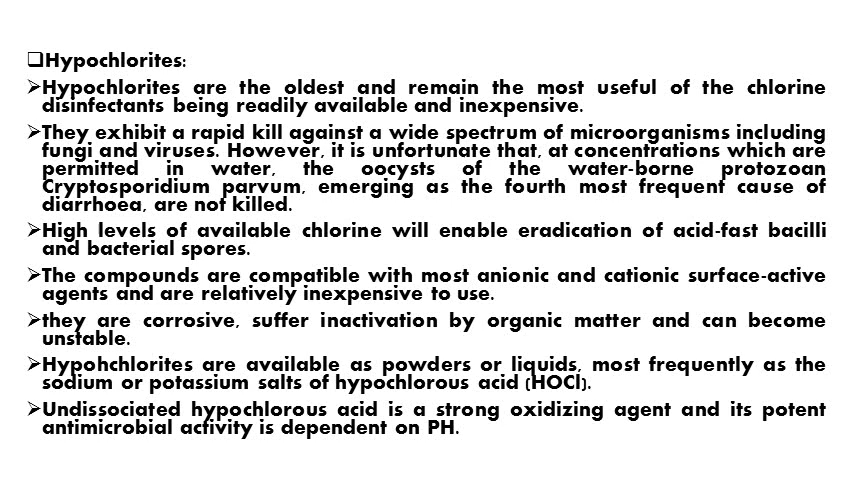 ❑Hypochlorites:
➢Hypochlorites are the oldest and remain the most useful of the chlorine
disinfectants being readily available and inexpensive.
➢They exhibit a rapid kill against a wide spectrum of microorganisms including
fungi and viruses. However, it is unfortunate that, at concentrations which are
permitted in water, the oocysts of the water-borne protozoan
Cryptosporidium parvum, emerging as the fourth most frequent cause of
diarrhoea, are not killed.
➢High levels of available chlorine will enable eradication of acid-fast bacilli
and bacterial spores.
➢The compounds are compatible with most anionic and cationic surface-active
agents and are relatively inexpensive to use.
➢they are corrosive, suffer inactivation by organic matter and can become
unstable.
➢Hypohchlorites are available as powders or liquids, most frequently as the
sodium or potassium salts of hypochlorous acid (HOCl).
➢Undissociated hypochlorous acid is a strong oxidizing agent and its potent
antimicrobial activity is dependent on PH.